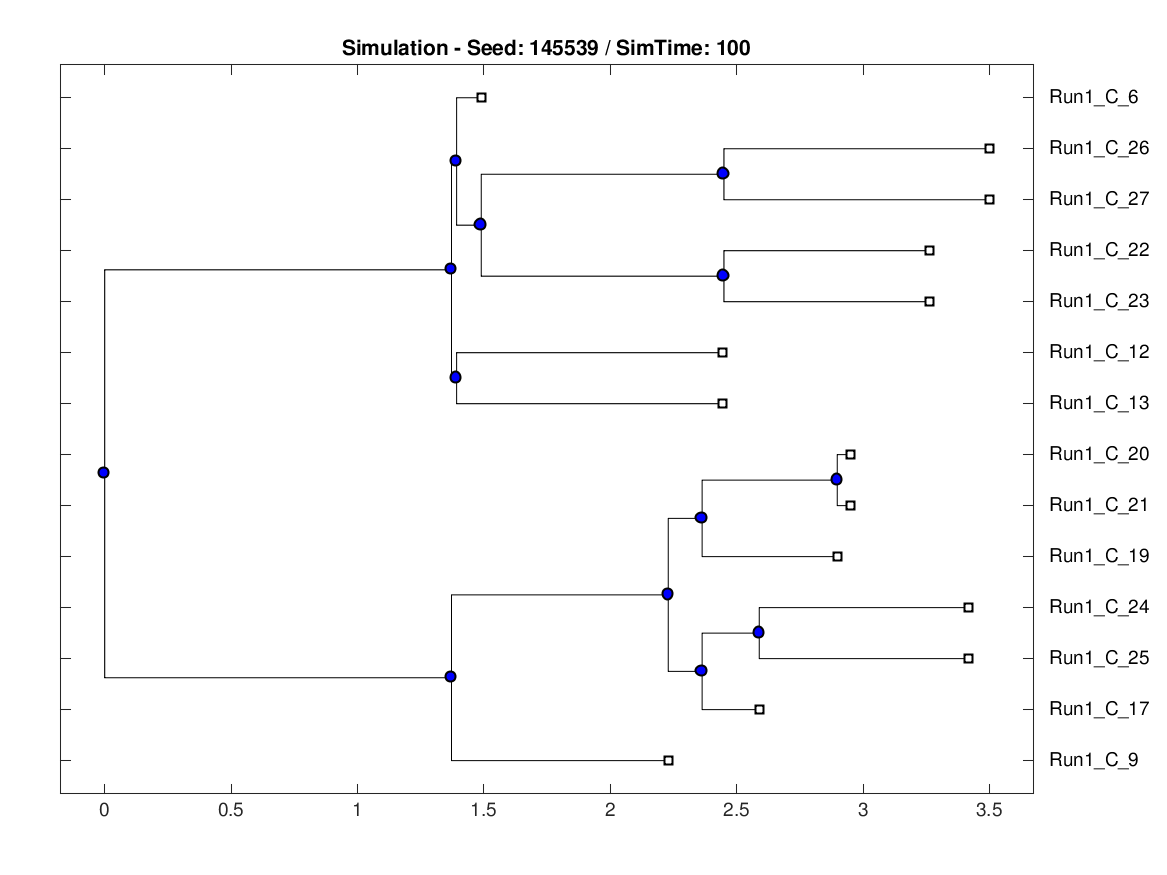 Simulation - Seed: 145539 / SimTime: 100
Run1_C_6
Run1_C_26
Run1_C_27
Run1_C_22
Run1_C_23
Run1_C_12
Run1_C_13
Run1_C_20
Run1_C_21
Run1_C_19
Run1_C_24
Run1_C_25
Run1_C_17
Run1_C_9
0 0.5 1 1.5 2 2.5 3 3.5